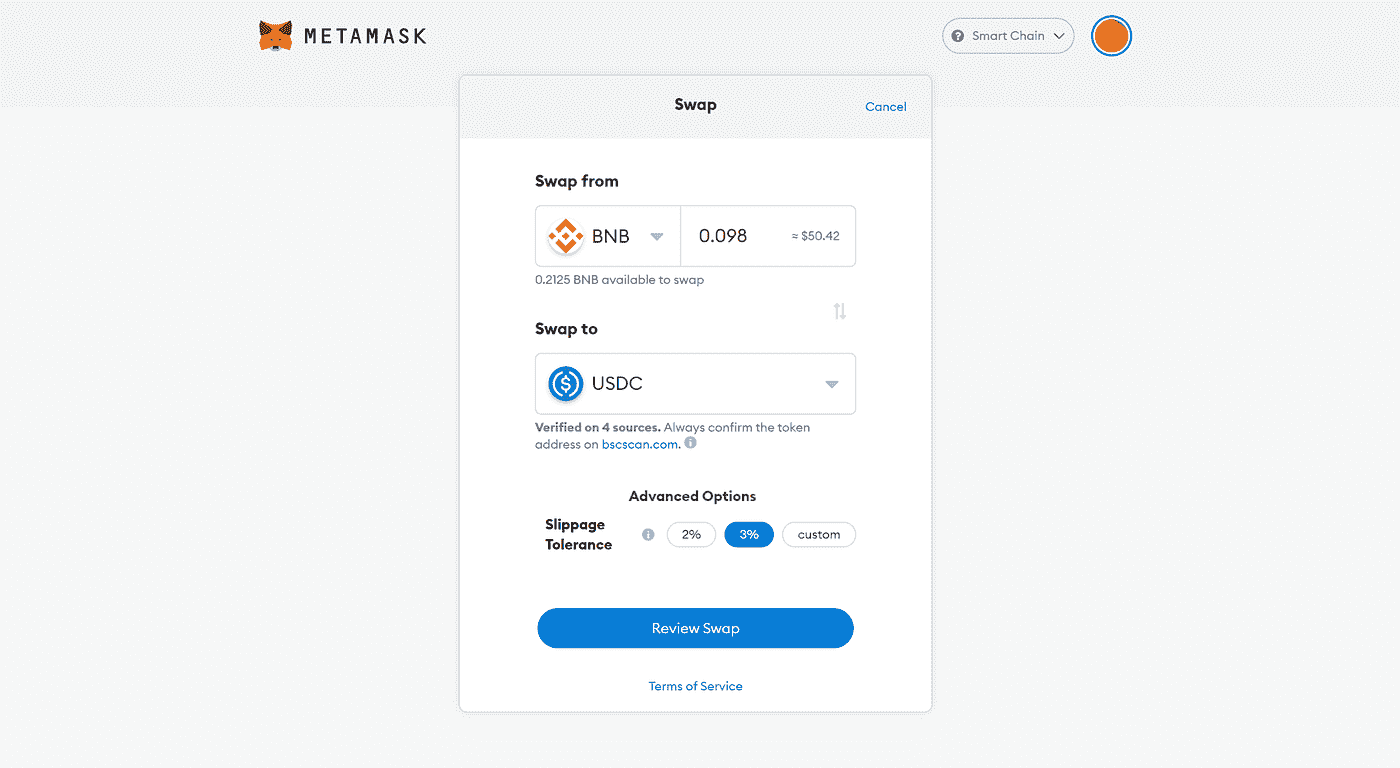 METAMASK
Smart Chain
Swap
Cancel
Swap from
BNB
0.098
≈ $50.42
0.2125 BNB available to swap
Swap to
USDC
Verified on 4 sources. Always confirm the token
address on bscscan.com.
Advanced Options
Slippage
Tolerance
2%
3%
custom
Review Swap
Terms of Service